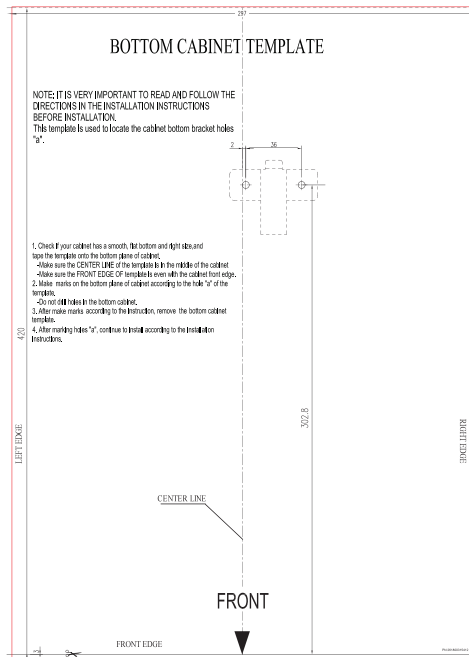 297
BOTTOM CABINET TEMPLATE
NOTE: IT IS VERY IMPORTANT TO READ AND FOLLOW THE
DIRECTIONS IN THE INSTALLATION INSTRUCTIONS
BEFORE INSTALLATION.
This template is used to locate the cabinet bottom bracket holes
"a".
2
36
1. Check if your cabinet has a smooth, flat bottom and right size,and
tape the template onto the bottom plane of cabinet,
-Make sure the CENTER LINE of the template is in the middle of the cabinet
-Make sure the FRONT EDGE OF template is even with the cabinet front edge.
2. Make marks on the bottom plane of cabinet according to the hole "a" of the
template,
-Do not drill holes in the bottom cabinet.
3. After make marks according to the instruction, remove the bottom cabinet
template.
4. After marking holes "a", continue to install according to the Installation
Instructions.
420
302.8
LEFT EDGE
RIGHT EDGE
CENTER LINE
FRONT
FRONT EDGE